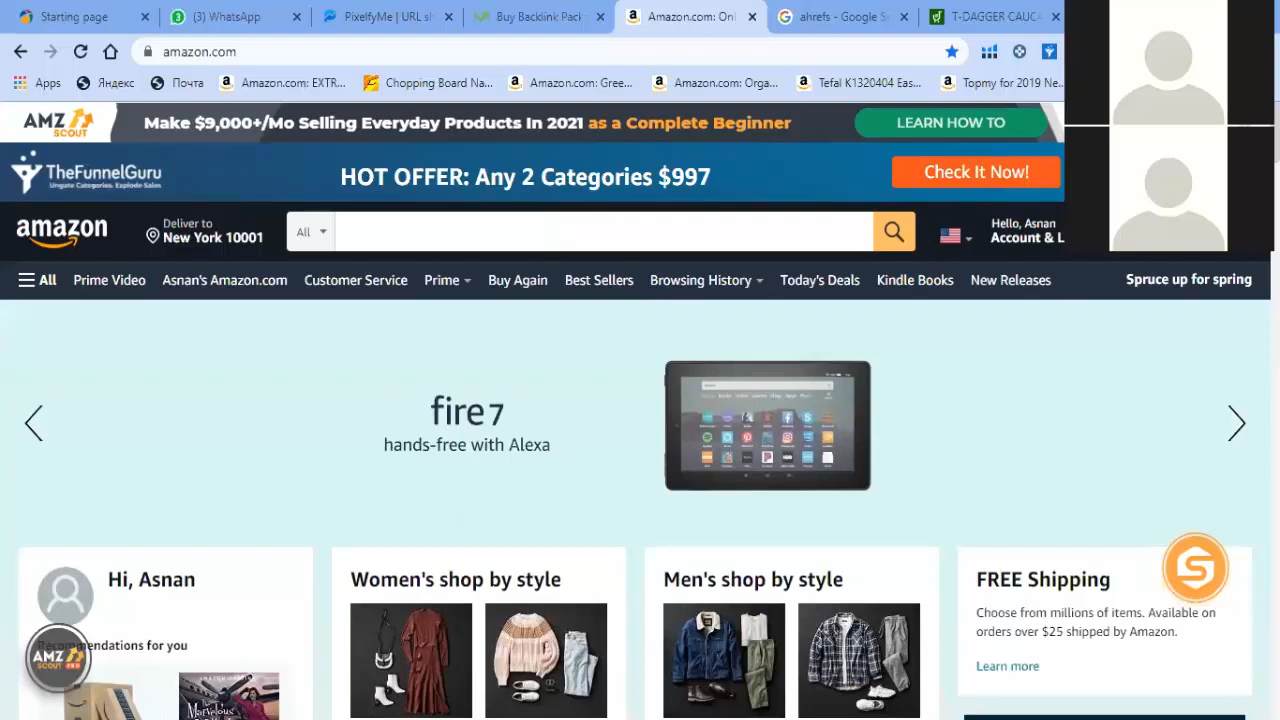 Starting page
(3) WhatsApp
PixelfyMe | URL sh
Buy Backlink Pack
Amazon.com: Onl
ahrefs - Google Se
T-DAGGER CAUCA
amazon.com
Apps
Яндекс
Почта
Amazon.com: EXTR...
Chopping Board Na...
Amazon.com: Gree...
Amazon.com: Orga...
Tefal K1320404 Eas...
Topmy for 2019 Ne...
AMZ SCOUT
Make $9,000+/Mo Selling Everyday Products In 2021 as a Complete Beginner
LEARN HOW TO
TheFunnelGuru
Ungate Categories, Explode Sales
HOT OFFER: Any 2 Categories $997
Check It Now!
amazon
Deliver to
New York 10001
All
Hello, Asnan
Account & L
All
Prime Video
Asnan's Amazon.com
Customer Service
Prime
Buy Again
Best Sellers
Browsing History
Today's Deals
Kindle Books
New Releases
Spruce up for spring
fire 7
hands-free with Alexa
Hi, Asnan
Recommendations for you
AMZ
SCOUT PRO
Women's shop by style
Men's shop by style
FREE Shipping
Choose from millions of items. Available on
orders over $25 shipped by Amazon.
Learn more